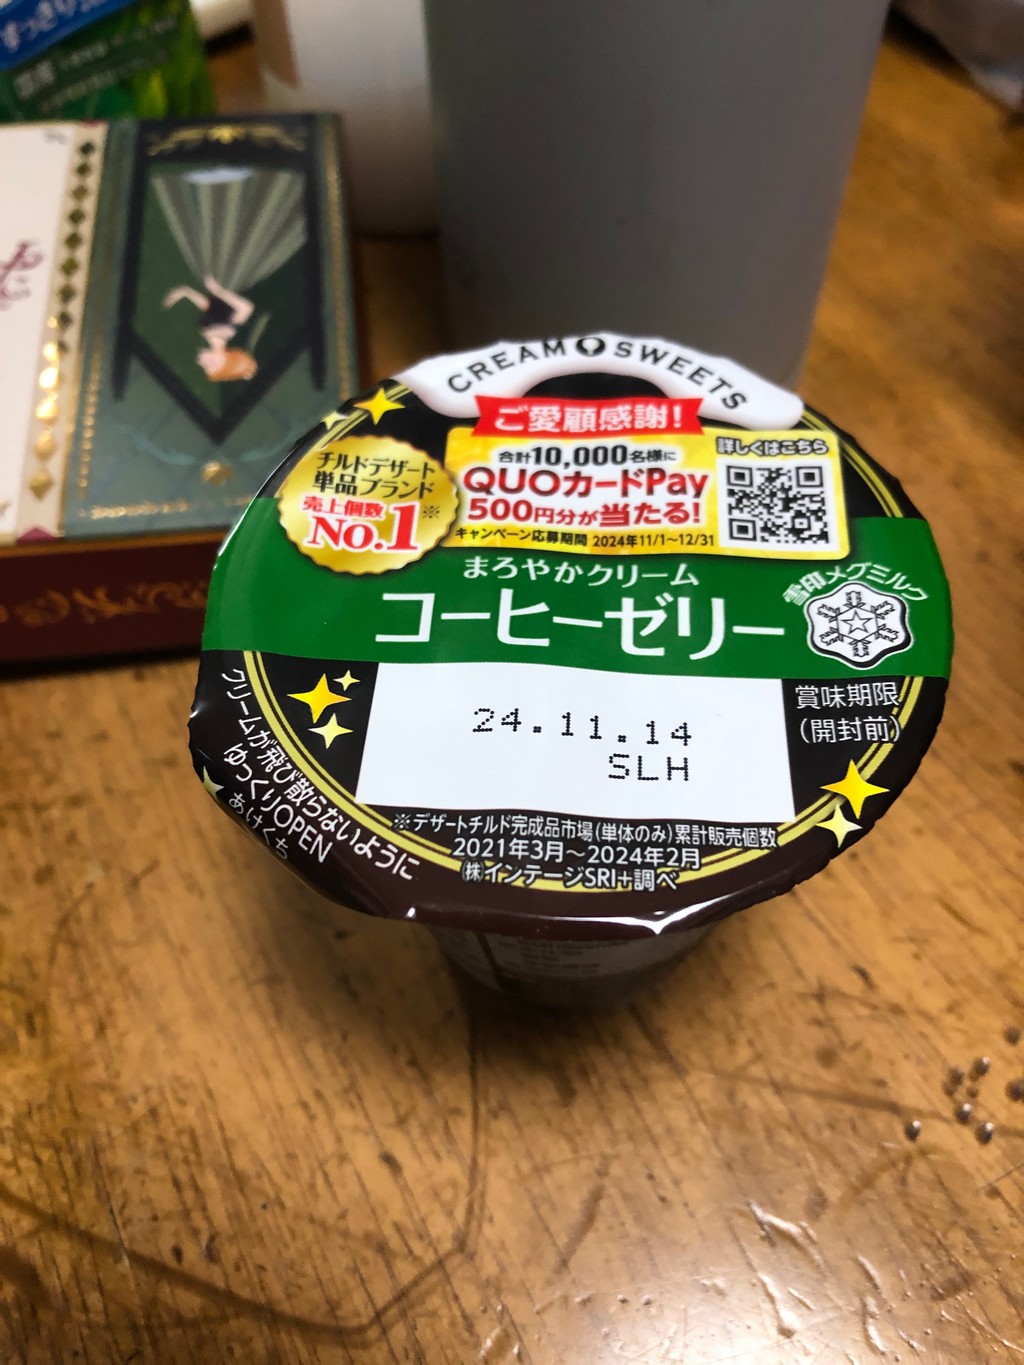 すっきり
国産
CREAM SWEETS
ご愛顧感謝!
合計10,000名様に
QUOカードPay
500円分が当たる!
キャンペーン応募期間 2024年11/1~12/31
詳しくはこちら
チルドデザート
単品ブランド
売上個数
No.1※
まろやかクリーム
コーヒーゼリー
雪印メグミルク
賞味期限
(開封前)
24.11.14
SLH
※デザートチルド完成品市場(単体のみ)累計販売個数
2021年3月~2024年2月
㈱インテージSRI+調べ
クリームが飛び散らないように
ゆっくりOPEN
あけくち